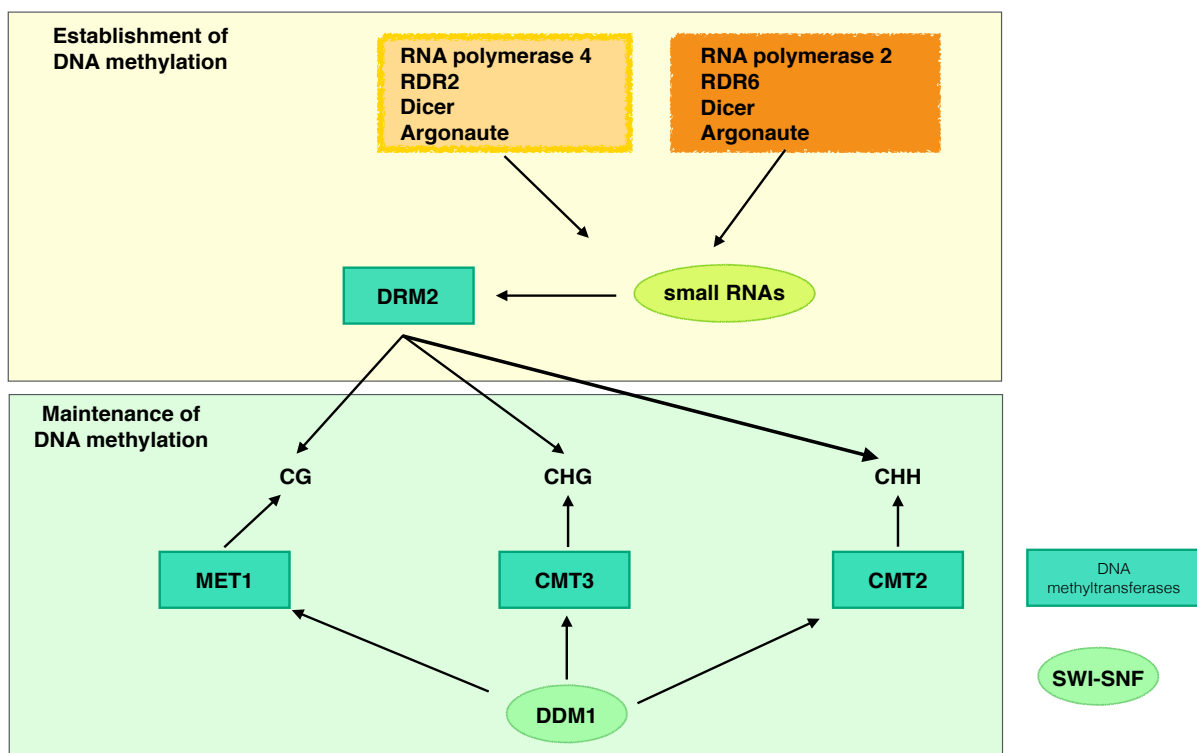 Establishment of
DNA methylation
RNA polymerase 4
RDR2
Dicer
Argonaute
RNA polymerase 2
RDR6
Dicer
Argonaute
DRM2
small RNAs
Maintenance of
DNA methylation
CG
CHG
CHH
MET1
CMT3
CMT2
DDM1
DNA
methyltransferases
SWI-SNF